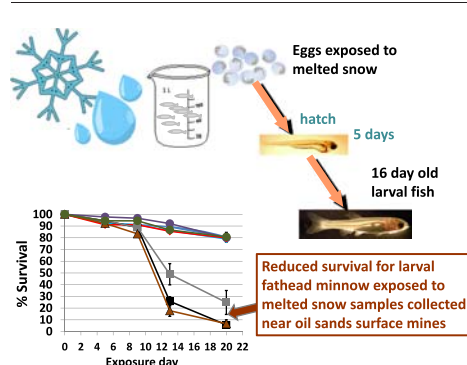 Eggs exposed to
melted snow
hatch
5 days
16 day old
larval fish
% Survival
100
90
80
70
60
50
40
30
20
10
0
0 2 4 6 8 10 12 14 16 18 20 22
Exposure day
Reduced survival for larval
fathead minnow exposed to
melted snow samples collected
near oil sands surface mines